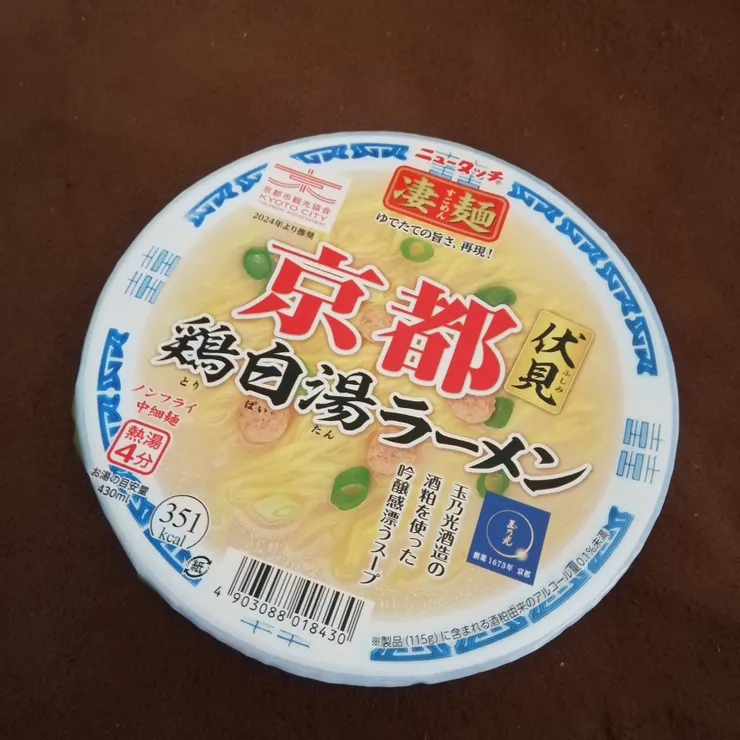 ニュータッチ®
凄麺
すごめん
ゆでたての旨さ、再現!
京都市観光協会
KYOTO CITY
TOURISM ASSOCIATION
2024年より推奨
京都
伏見
ふしみ
鶏白湯ラーメン
とり ぱい たん
ノンフライ
中細麺
熱湯
4分
お湯の目安量
430ml
351
kcal
紙
玉乃光酒造の
酒粕を使った
吟醸感漂うスープ
玉乃光
創業1673年 京都
4 903088 018430
※製品(115g)に含まれる酒粕由来のアルコール量0.1%未満